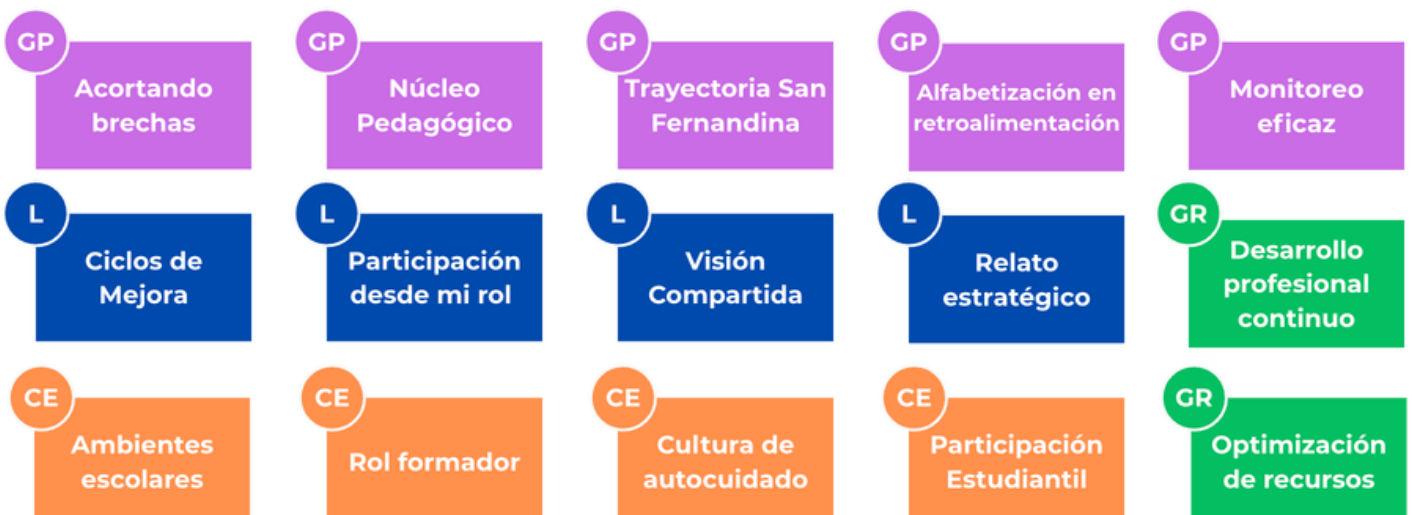 GP
Acortando
brechas
GP
Núcleo
Pedagógico
GP
Trayectoria San
Fernandina
GP
Alfabetización en
retroalimentación
GP
Monitoreo
eficaz
L
Ciclos de
Mejora
L
Participación
desde mi rol
L
Visión
Compartida
L
Relato
estratégico
GR
Desarrollo
profesional
continuo
CE
Ambientes
escolares
CE
Rol formador
CE
Cultura de
autocuidado
CE
Participación
Estudiantil
GR
Optimización
de recursos